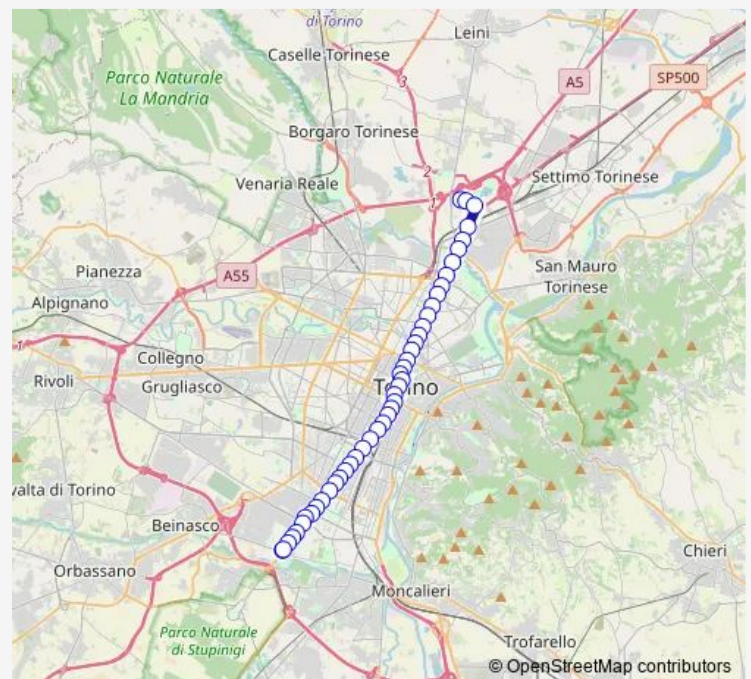 di Torino
Leini
Caselle Torinese
3
A5
SP500
Parco Naturale
La Mandria
Borgaro Torinese
2
Venaria Reale
1
Settimo Torinese
A55
Pianezza
San Mauro
Torinese
Alpignano
1
Collegno
Rivoli
Grugliasco
Torino
valta di Torino
Beinasco
Orbassano
Chieri
Moncalieri
Parco Naturale
di Stupinigi
Trofarello
© OpenStreetMap contributors